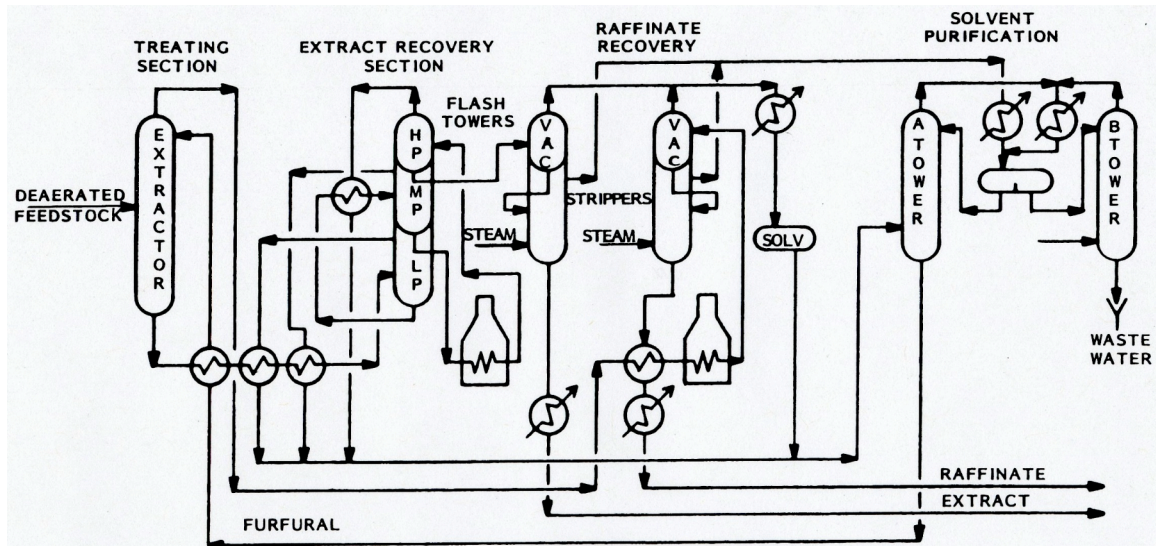 TREATING
SECTION
EXTRACT RECOVERY
SECTION
RAFFINATE
RECOVERY
SOLVENT
PURIFICATION
FLASH
TOWERS
EXTRACTOR
HP
MP
LP
VAC
VAC
A TOWER
B TOWER
DEAERATED
FEEDSTOCK
STRIPPERS
STEAM
STEAM
SOLV
WASTE
WATER
RAFFINATE
EXTRACT
FURFURAL